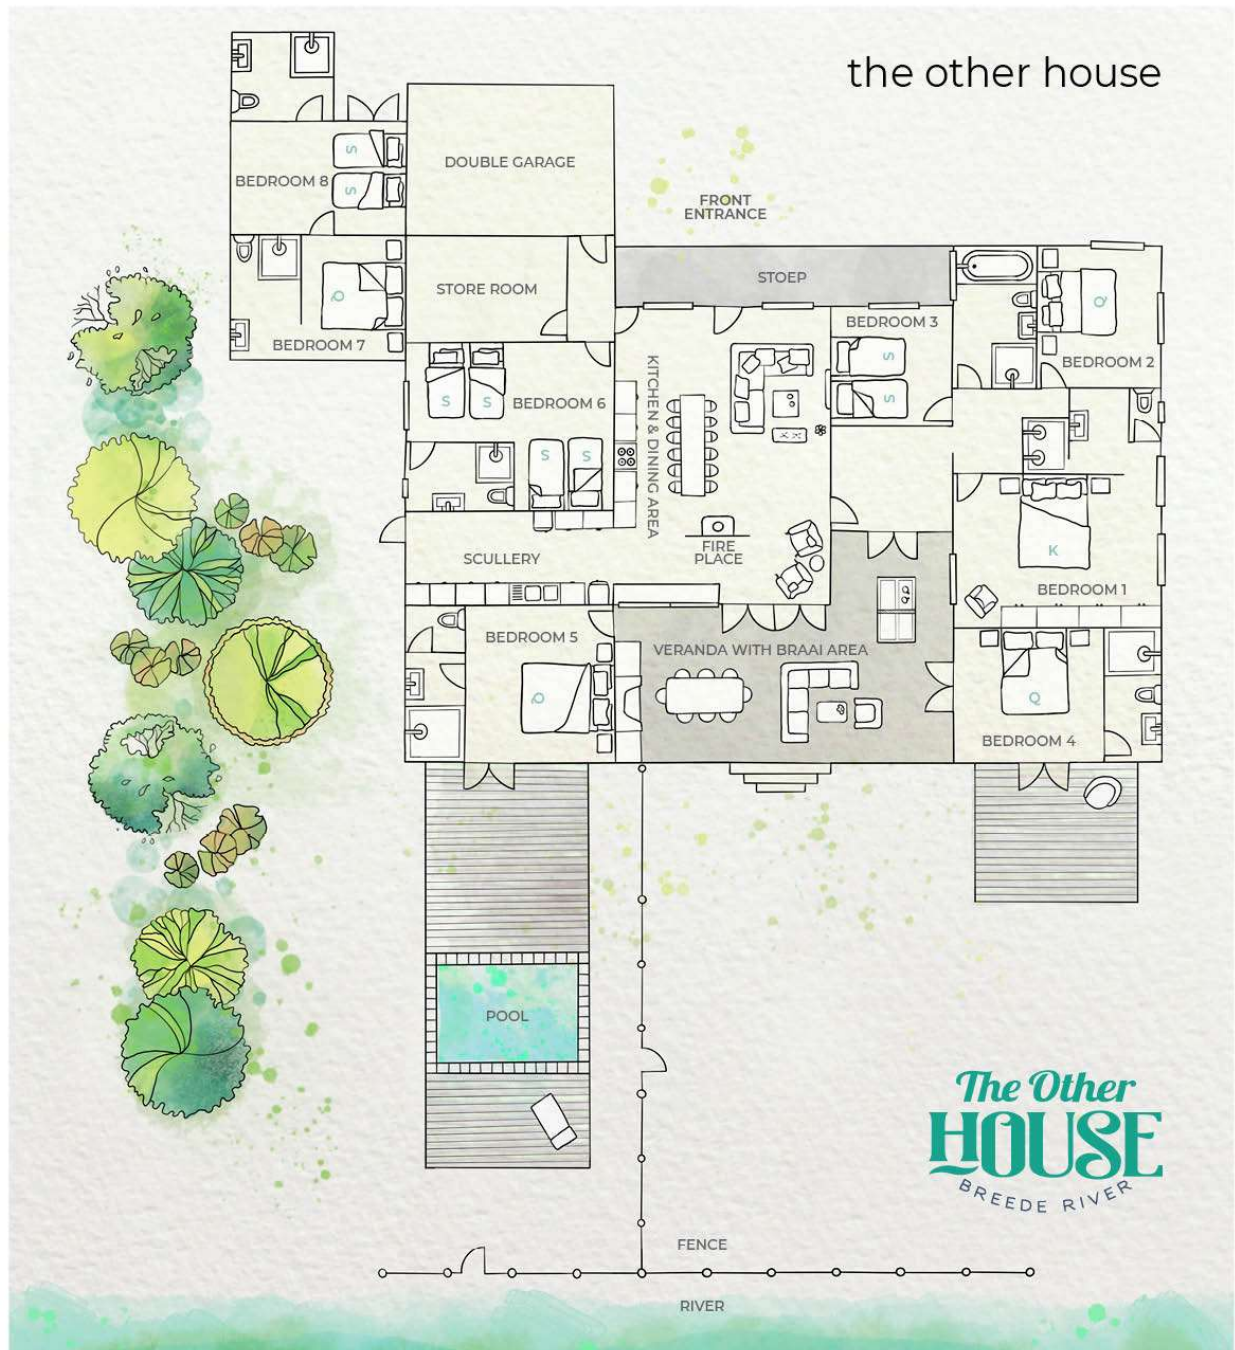 the other house
DOUBLE GARAGE
S
BEDROOM 8
S
FRONT
ENTRANCE
STOEP
STORE ROOM
Q
BEDROOM 7
BEDROOM 3
S
S
Q
BEDROOM 2
KITCHEN & DINING AREA
S
S
BEDROOM 6
S
S
SCULLERY
FIRE
PLACE
K
BEDROOM 1
BEDROOM 5
Q
VERANDA WITH BRAAI AREA
Q
BEDROOM 4
POOL
The Other
HOUSE
BREEDE RIVER
FENCE
RIVER